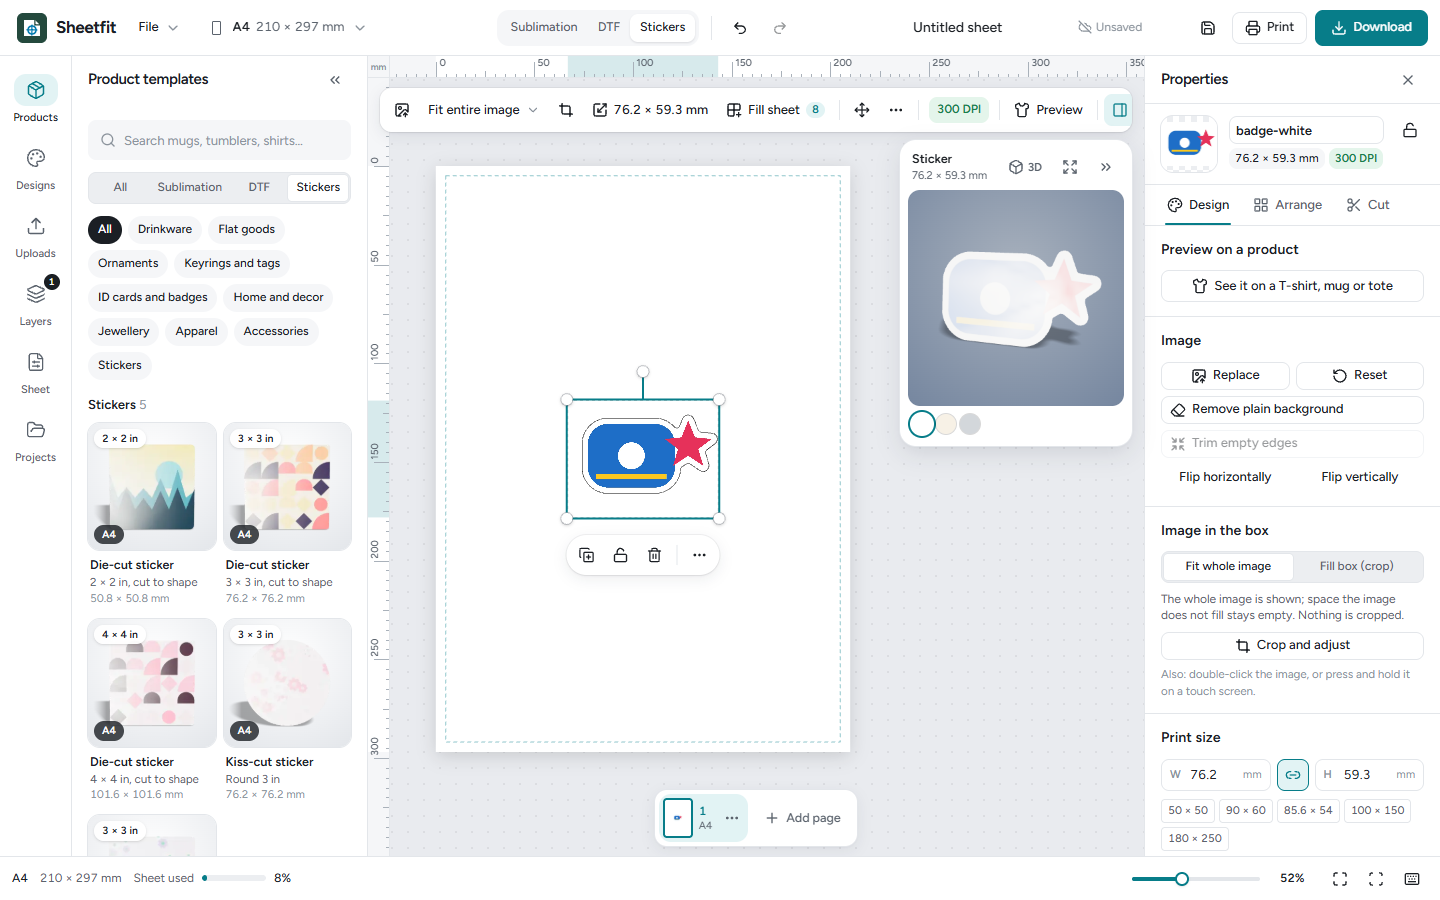 Sheetfit
File
A4 210 × 297 mm
Sublimation
DTF
Stickers
Untitled sheet
Unsaved
Print
Download
Products
Designs
Uploads
1
Layers
Sheet
Projects
Product templates
Search mugs, tumblers, shirts...
All
Sublimation
DTF
Stickers
All
Drinkware
Flat goods
Ornaments
Keyrings and tags
ID cards and badges
Home and decor
Jewellery
Apparel
Accessories
Stickers
Stickers 5
2 × 2 in
A4
Die-cut sticker
2 × 2 in, cut to shape
50.8 × 50.8 mm
3 × 3 in
A4
Die-cut sticker
3 × 3 in, cut to shape
76.2 × 76.2 mm
4 × 4 in
A4
Die-cut sticker
4 × 4 in, cut to shape
101.6 × 101.6 mm
3 × 3 in
A4
Kiss-cut sticker
Round 3 in
76.2 × 76.2 mm
3 × 3 in
mm
0
50
100
150
200
250
300
350
0
50
100
150
200
250
300
Fit entire image
76.2 × 59.3 mm
Fill sheet 8
300 DPI
Preview
Sticker
76.2 × 59.3 mm
3D
1
A4
Add page
Properties
badge-white
76.2 × 59.3 mm
300 DPI
Design
Arrange
Cut
Preview on a product
See it on a T-shirt, mug or tote
Image
Replace
Reset
Remove plain background
Trim empty edges
Flip horizontally
Flip vertically
Image in the box
Fit whole image
Fill box (crop)
The whole image is shown; space the image
does not fill stays empty. Nothing is cropped.
Crop and adjust
Also: double-click the image, or press and hold it
on a touch screen.
Print size
W 76.2 mm
H 59.3 mm
50 × 50
90 × 60
85.6 × 54
100 × 150
180 × 250
A4 210 × 297 mm Sheet used 8%
52%